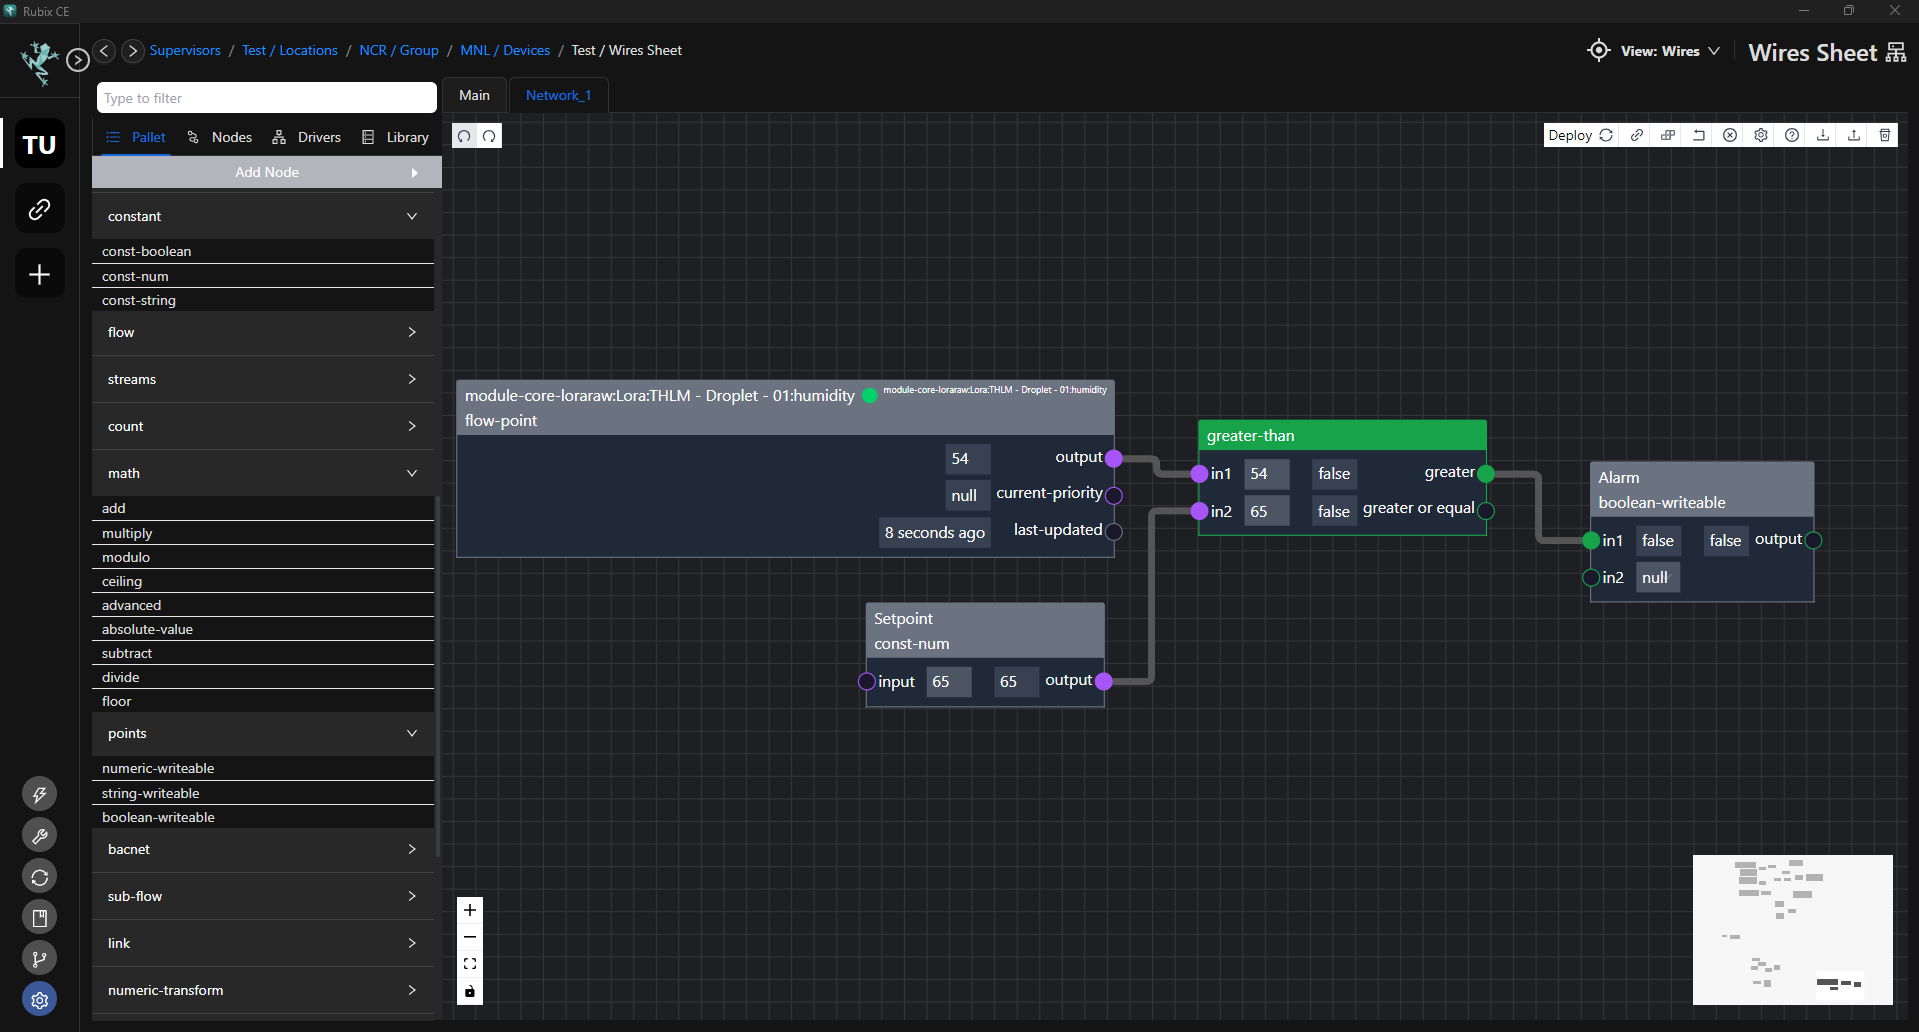 Rubix CE
Supervisors / Test / Locations / NCR / Group / MNL / Devices / Test / Wires Sheet
View: Wires
Wires Sheet
Type to filter
Main
Network_1
TU
Pallet
Nodes
Drivers
Library
Deploy
Add Node
constant
const-boolean
const-num
const-string
flow
streams
count
math
add
multiply
modulo
ceiling
advanced
absolute-value
subtract
divide
floor
points
numeric-writeable
string-writeable
boolean-writeable
bacnet
sub-flow
link
numeric-transform
module-core-loraraw:Lora:THLM - Droplet - 01:humidity
module-core-loraraw:Lora:THLM - Droplet - 01:humidity
flow-point
54 output
null current-priority
8 seconds ago last-updated
greater-than
in1 54 false greater
in2 65 false greater or equal
Alarm
boolean-writeable
in1 false false output
in2 null
Setpoint
const-num
input 65 65 output